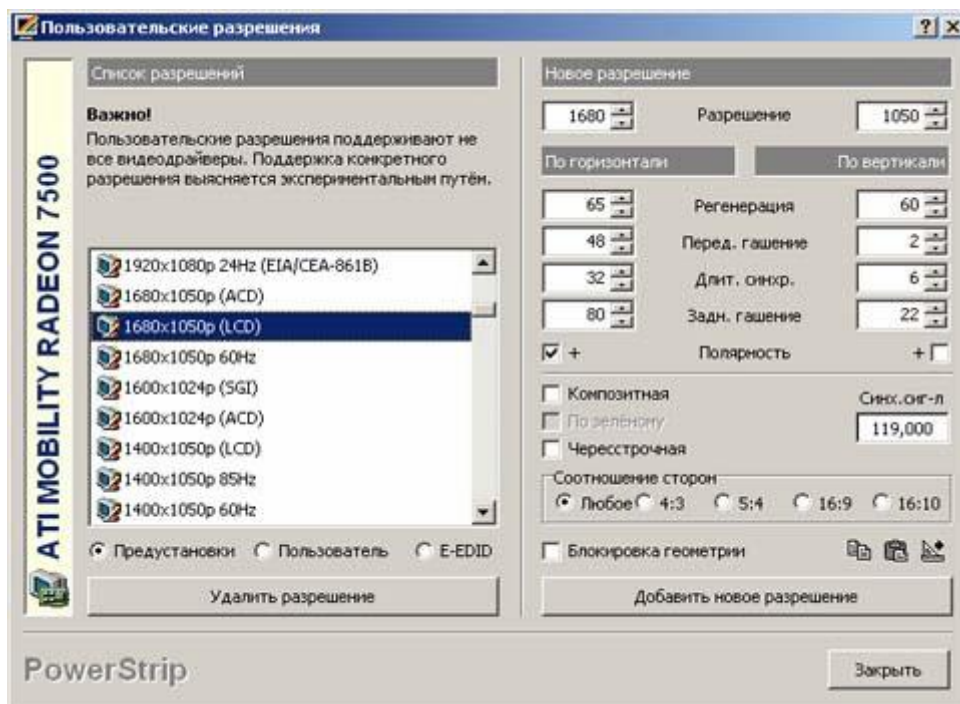 Пользовательские разрешения
ATI MOBILITY RADEON 7500
Список разрешений
Важно!
Пользовательские разрешения поддерживают не
все видеодрайверы. Поддержка конкретного
разрешения выясняется экспериментальным путём.
1920x1080p 24Hz (EIA/CEA-861B)
1680x1050p (ACD)
1680x1050p (LCD)
1680x1050p 60Hz
1600x1024p (SGI)
1600x1024p (ACD)
1400x1050p (LCD)
1400x1050p 85Hz
1400x1050p 60Hz
Предустановки Пользователь E-EDID
Удалить разрешение
Новое разрешение
1680 Разрешение 1050
По горизонтали По вертикали
65 Регенерация 60
48 Перед. гашение 2
32 Длит. синхр. 6
80 Задн. гашение 22
+ Полярность +
Композитная
По зелёному
Чересстрочная
Синх.сиг-л
119,000
Соотношение сторон
Любое 4:3 5:4 16:9 16:10
Блокировка геометрии
Добавить новое разрешение
PowerStrip
Закрыть